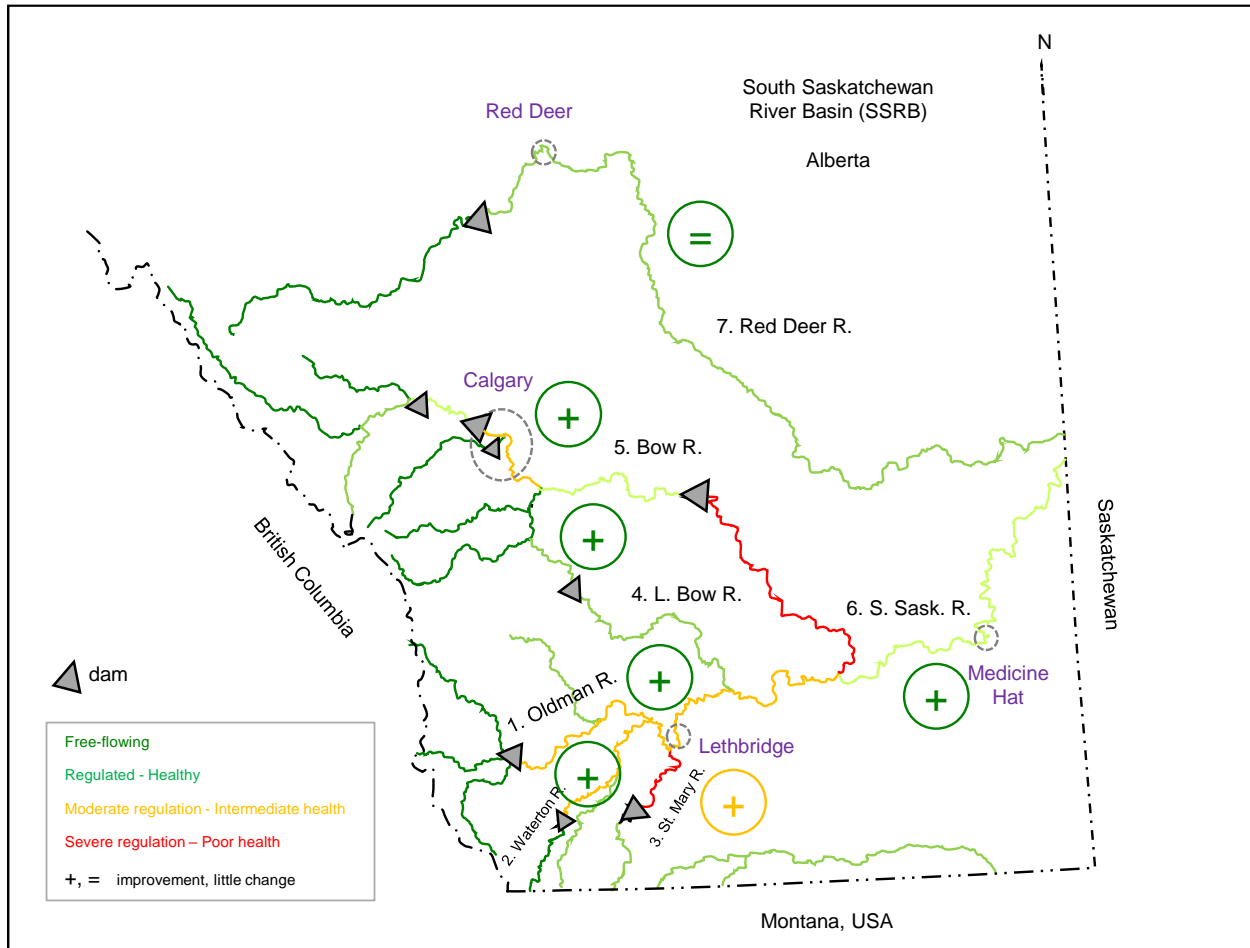 N
South Saskatchewan
River Basin (SSRB)
Alberta
Red Deer
=
7. Red Deer R.
Calgary
+
5. Bow R.
British Columbia
+
4. L. Bow R.
6. S. Sask. R.
Saskatchewan
Medicine
Hat
+
+
1. Oldman R.
Lethbridge
+
2. Waterton R.
3. St. Mary R.
+
dam
Free-flowing
Regulated - Healthy
Moderate regulation - Intermediate health
Severe regulation – Poor health
+, = improvement, little change
Montana, USA